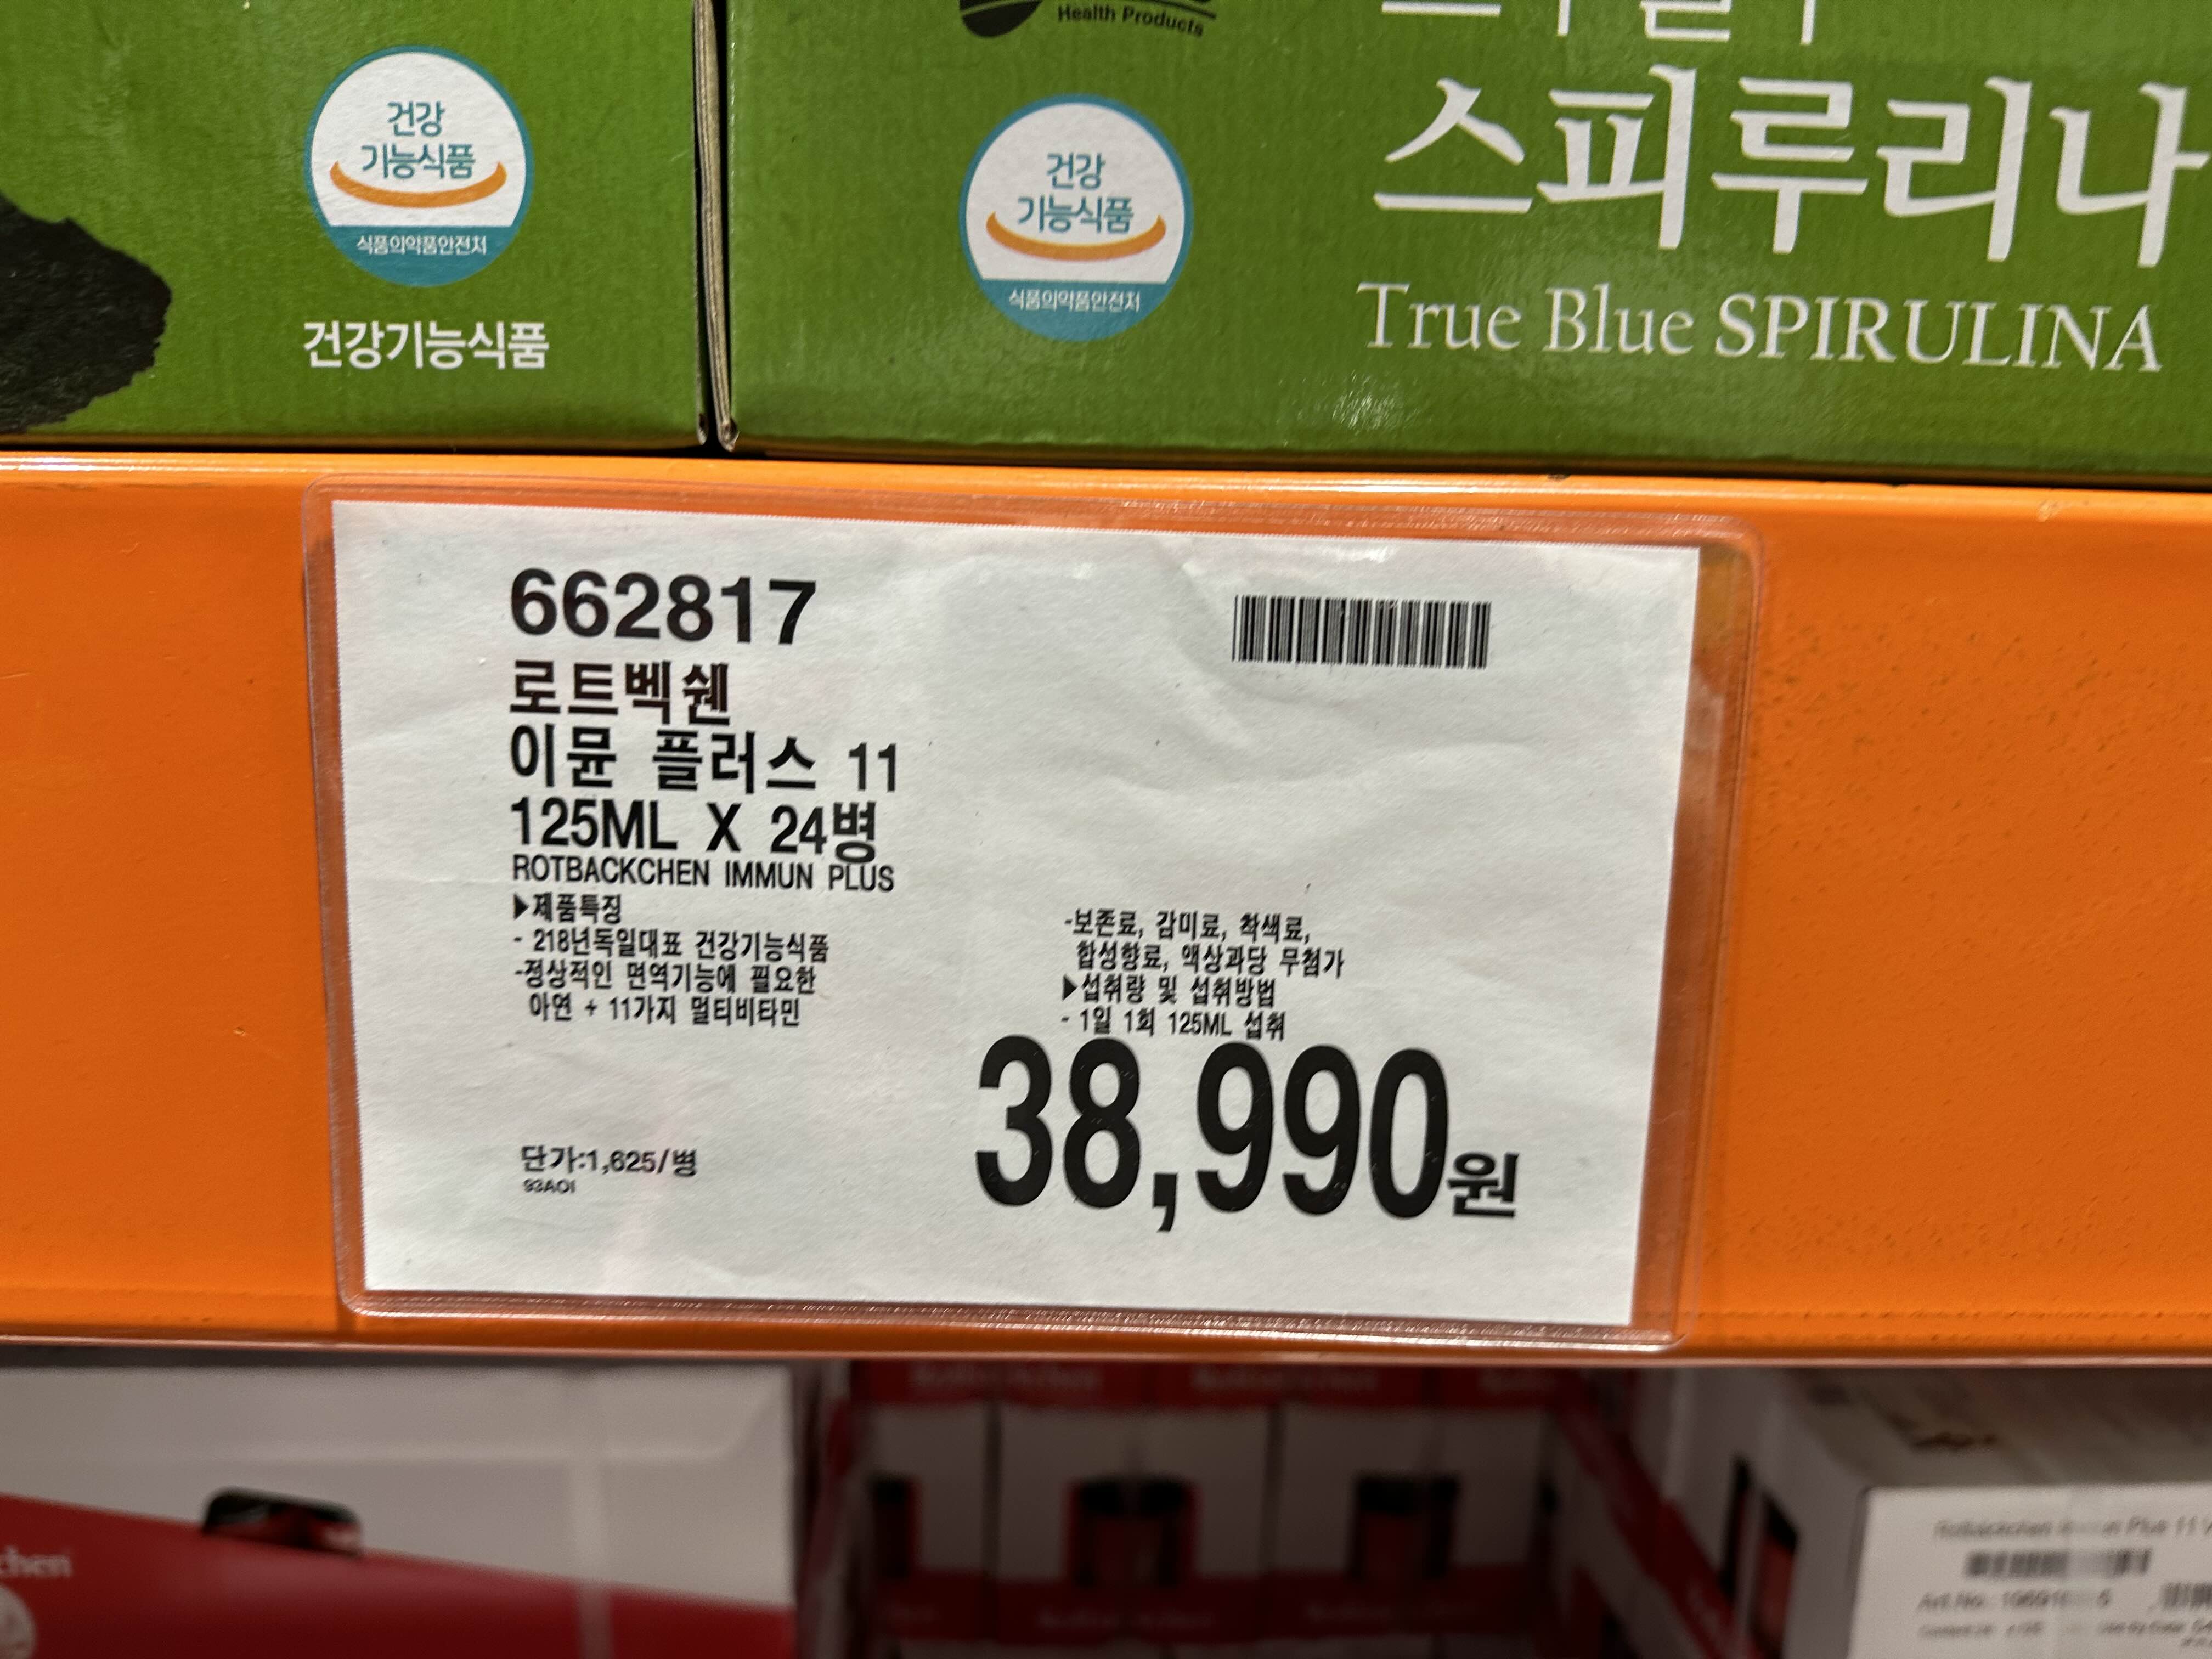 Health Products
건강
기능식품
식품의약품안전처
건강기능식품
건강
기능식품
식품의약품안전처
스피루리나
True Blue SPIRULINA
662817
로트벡쉔
이뮨 플러스 11
125ML X 24병
ROTBACKCHEN IMMUN PLUS
▶제품특징
- 218년독일대표 건강기능식품
-정상적인 면역기능에 필요한
아연 + 11가지 멀티비타민
-보존료, 감미료, 착색료,
합성향료, 액상과당 무첨가
▶섭취량 및 섭취방법
- 1일 1회 125ML 섭취
38,990원
단가:1,625/병
93AOI
chen
Plus 11
Art.No.